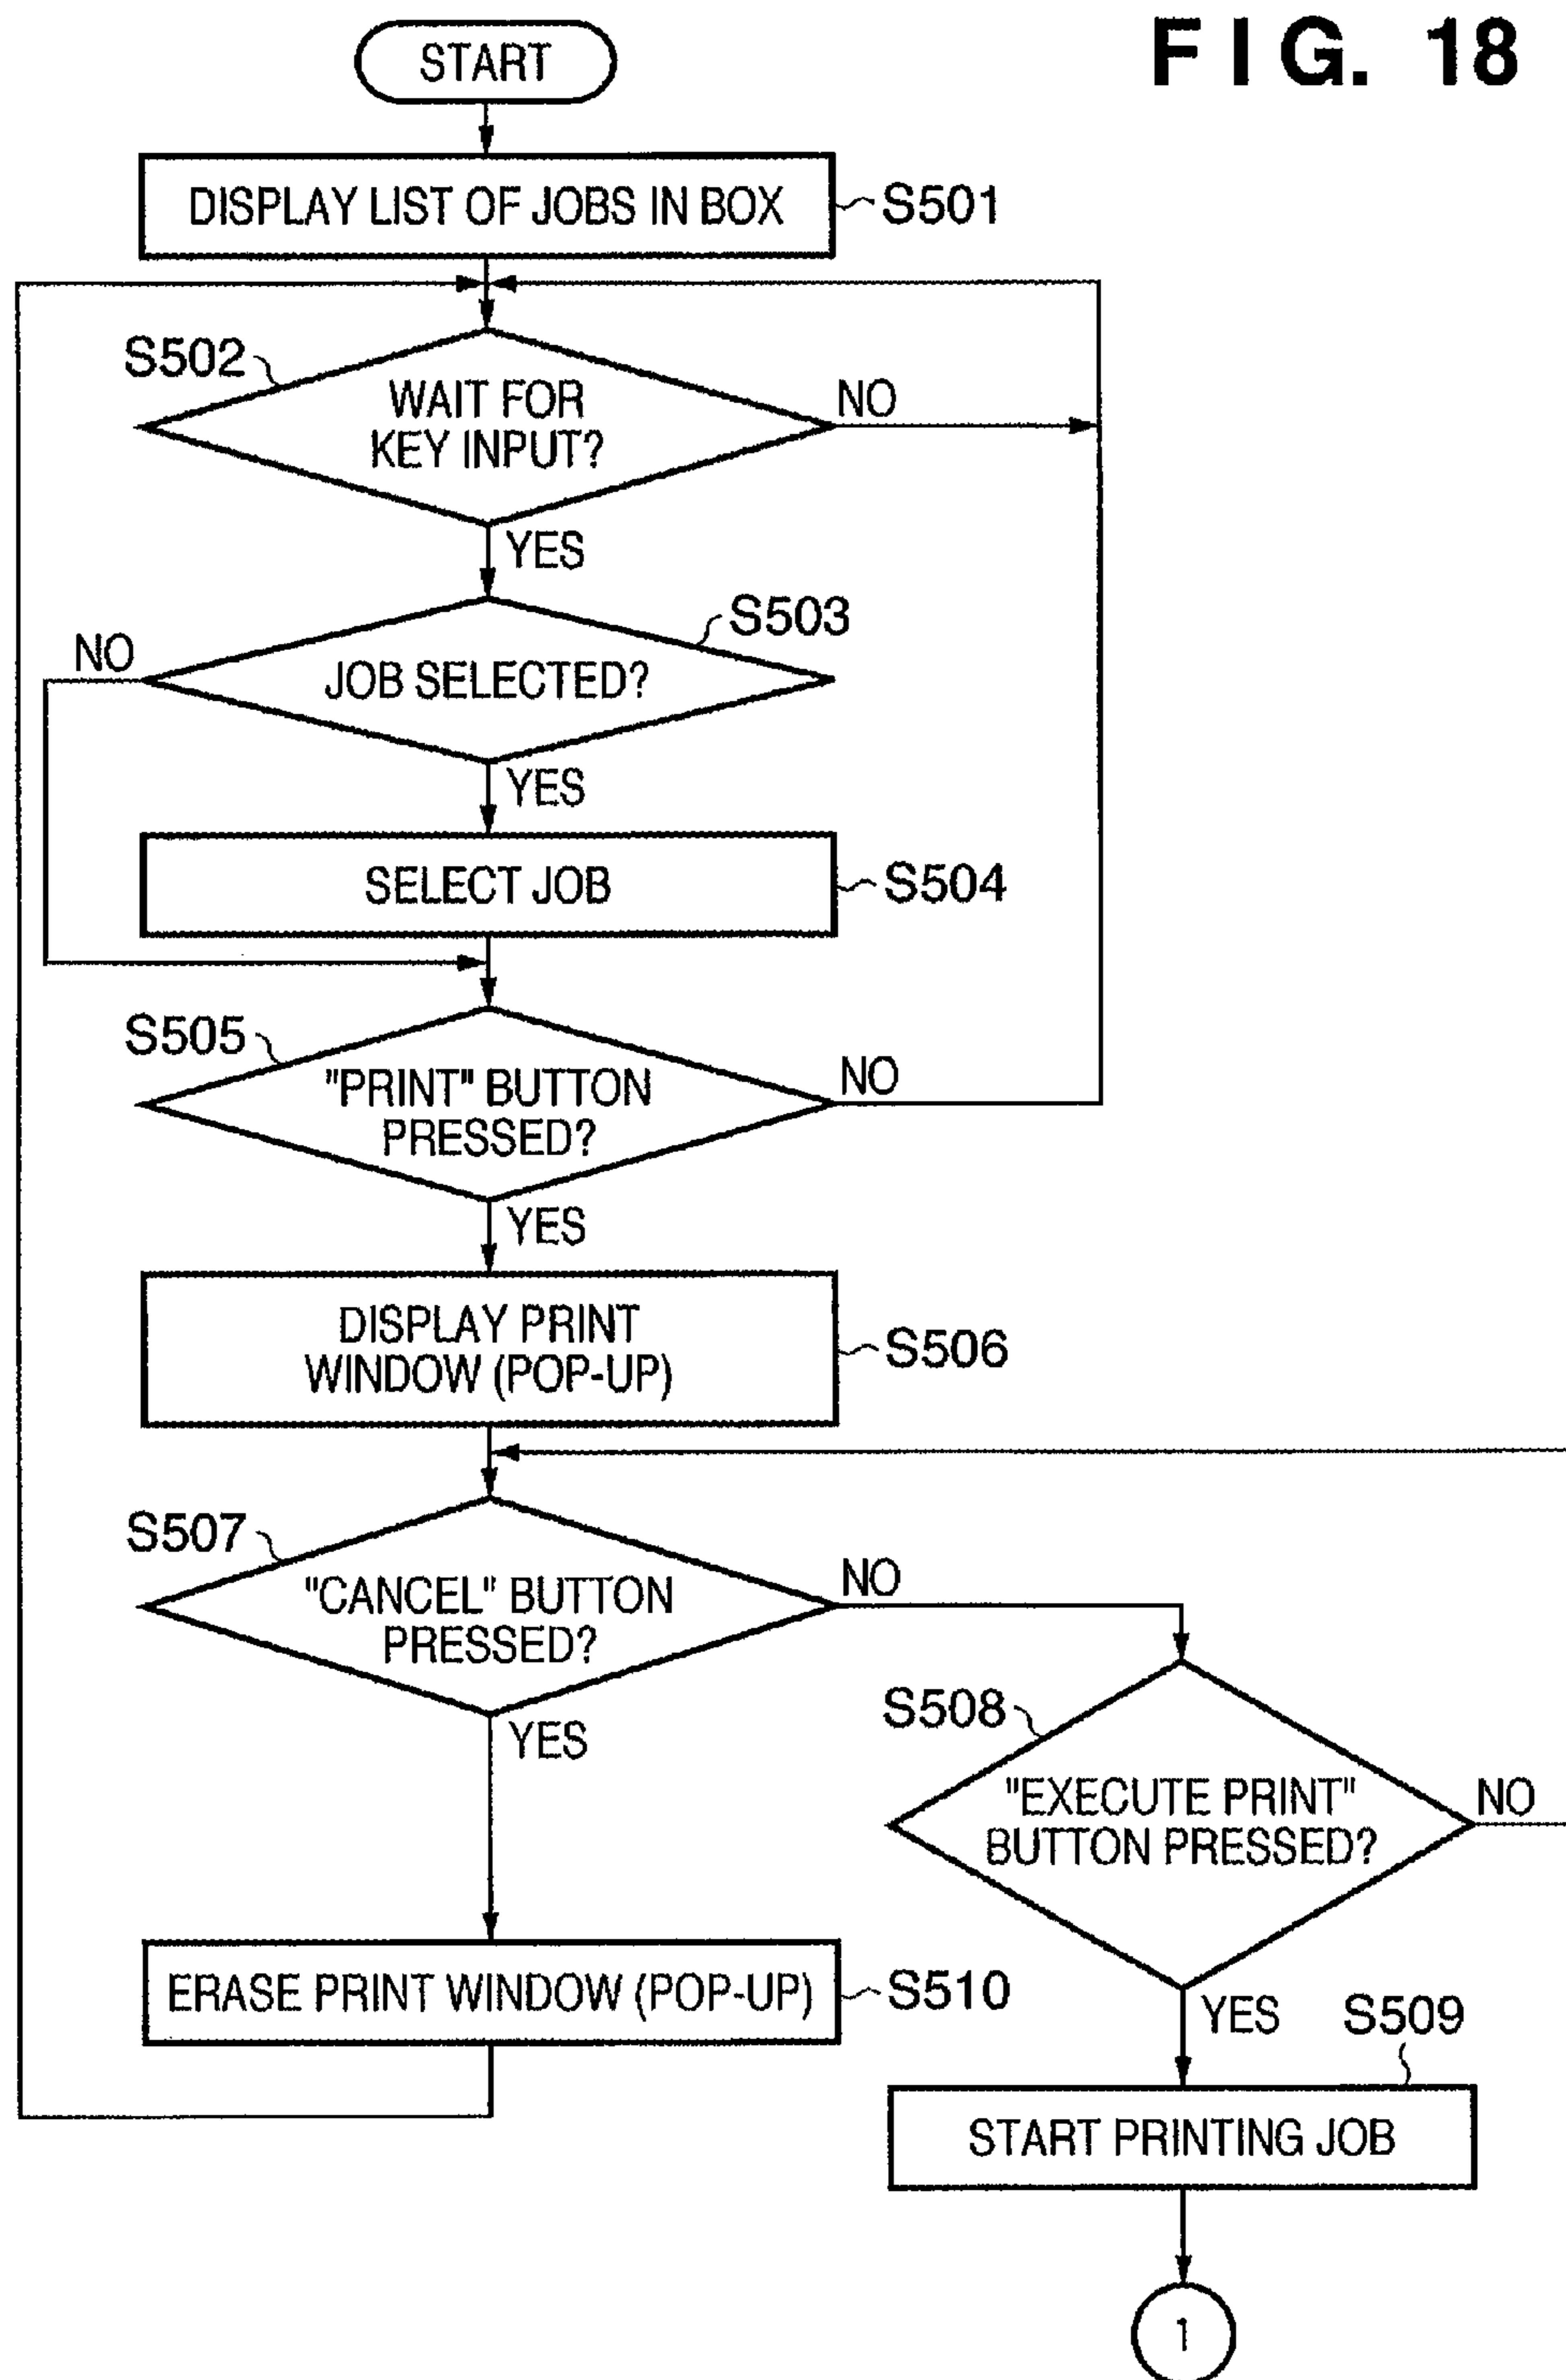 FIG. 18
START
DISPLAY LIST OF JOBS IN BOX
S501
S502
WAIT FOR
KEY INPUT?
NO
YES
S503
NO
JOB SELECTED?
YES
SELECT JOB
S504
S505
"PRINT" BUTTON
PRESSED?
NO
YES
DISPLAY PRINT
WINDOW (POP-UP)
S506
S507
"CANCEL" BUTTON
PRESSED?
NO
YES
S508
"EXECUTE PRINT"
BUTTON PRESSED?
NO
YES
ERASE PRINT WINDOW (POP-UP)
S510
S509
START PRINTING JOB
1